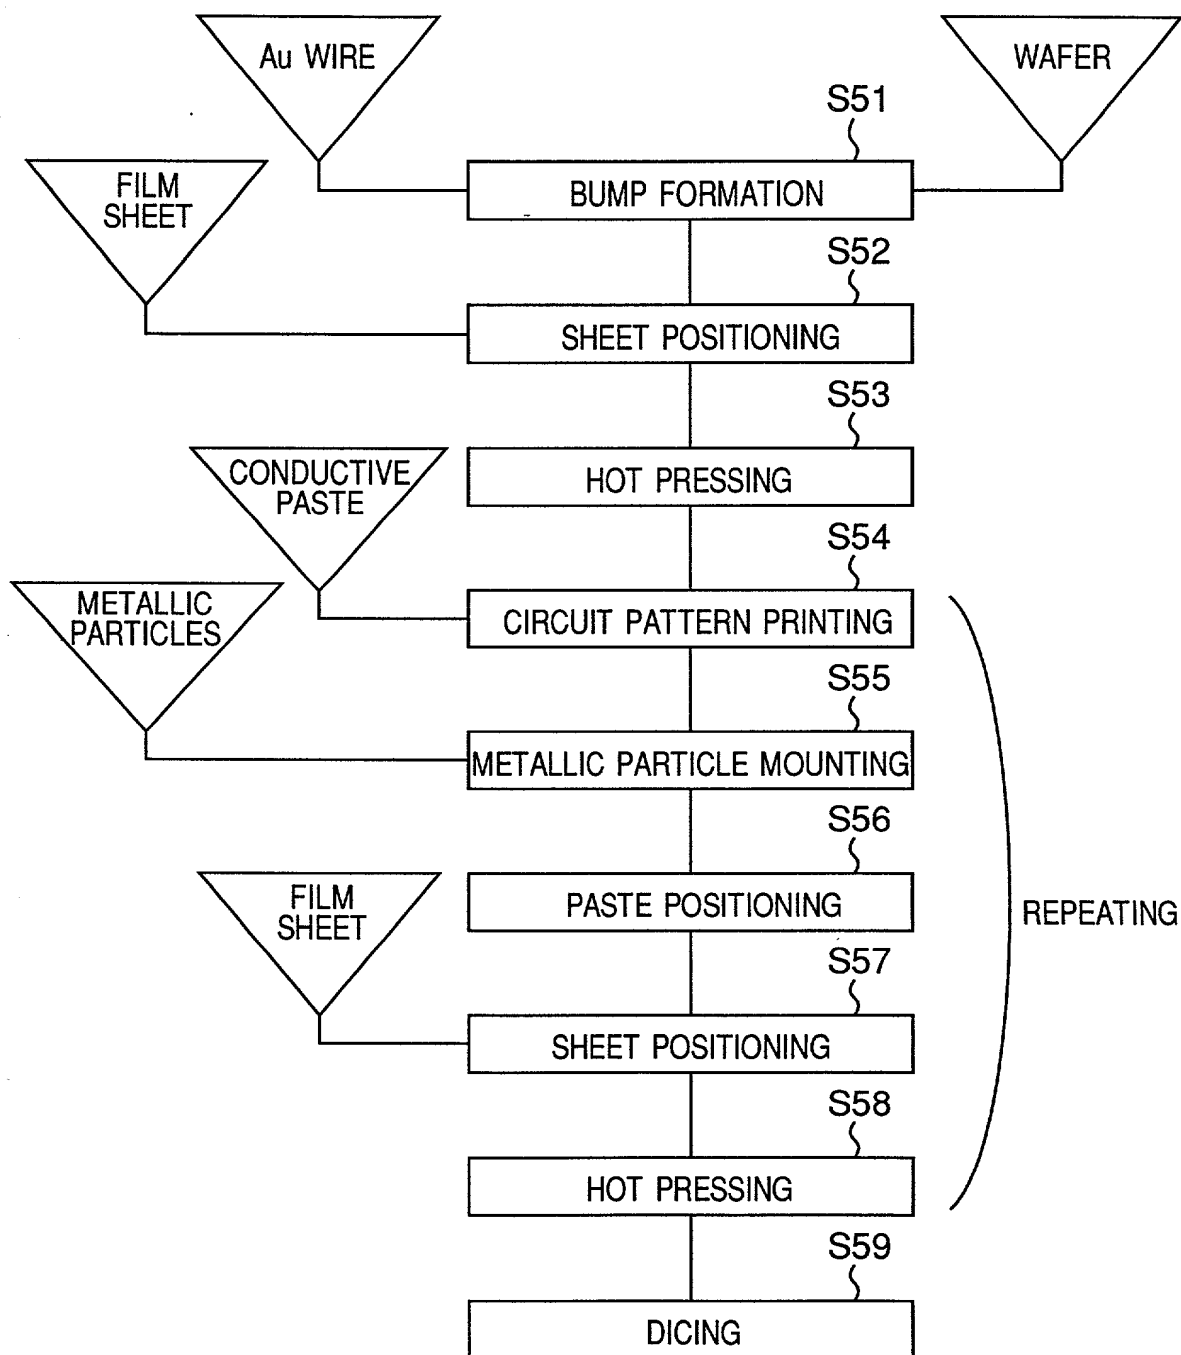 Au WIRE
WAFER
S51
BUMP FORMATION
FILM
SHEET
S52
SHEET POSITIONING
S53
HOT PRESSING
CONDUCTIVE
PASTE
S54
CIRCUIT PATTERN PRINTING
METALLIC
PARTICLES
S55
METALLIC PARTICLE MOUNTING
S56
PASTE POSITIONING
FILM
SHEET
REPEATING
S57
SHEET POSITIONING
S58
HOT PRESSING
S59
DICING